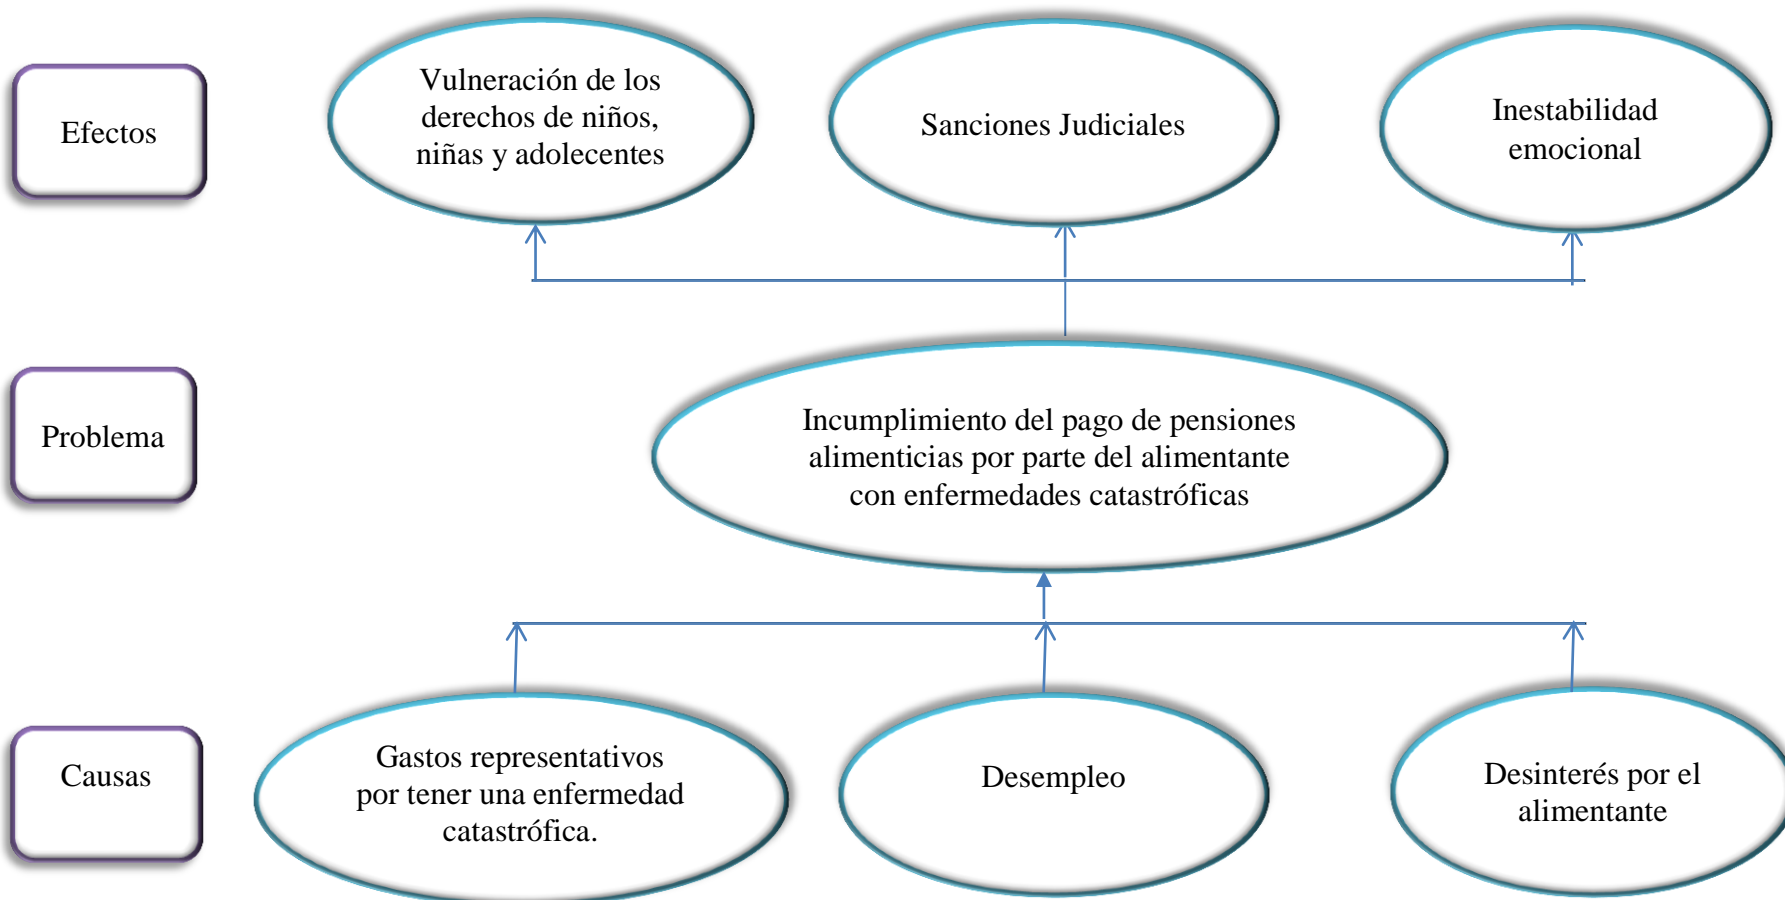 Efectos
Vulneración de los
derechos de niños,
niñas y adolecentes
Sanciones Judiciales
Inestabilidad
emocional
Problema
Incumplimiento del pago de pensiones
alimenticias por parte del alimentante
con enfermedades catastróficas
Causas
Gastos representativos
por tener una enfermedad
catastrófica.
Desempleo
Desinterés por el
alimentante